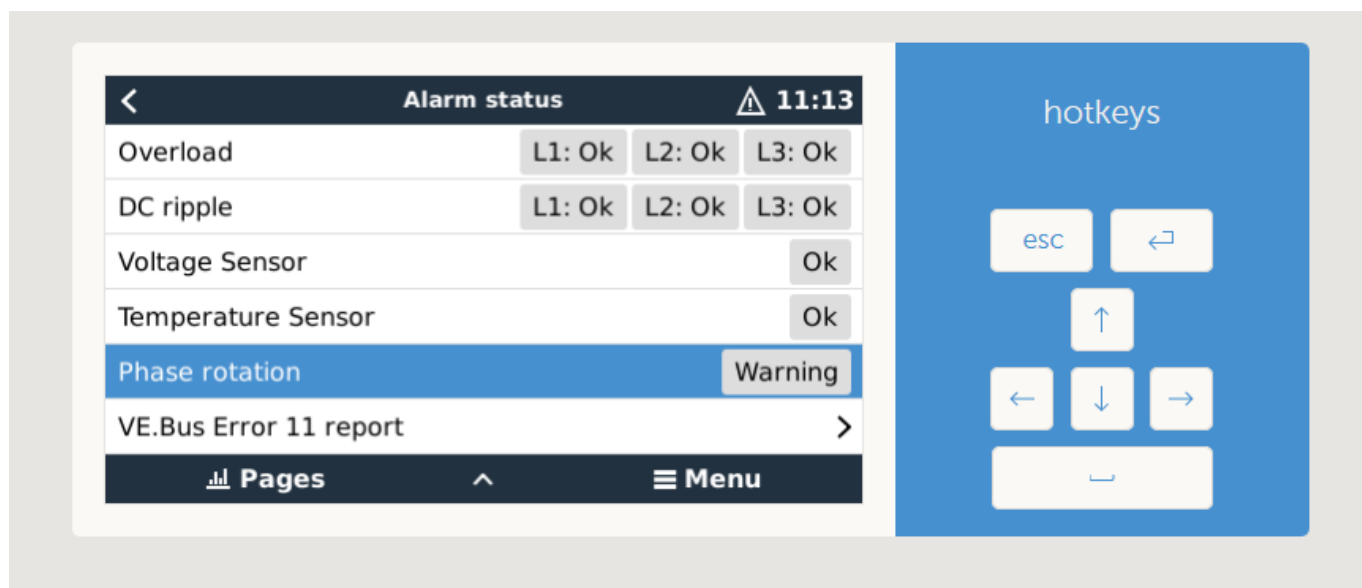 Alarm status 11:13
Overload L1: Ok L2: Ok L3: Ok
DC ripple L1: Ok L2: Ok L3: Ok
Voltage Sensor Ok
Temperature Sensor Ok
Phase rotation Warning
VE.Bus Error 11 report
Pages Menu
hotkeys
esc